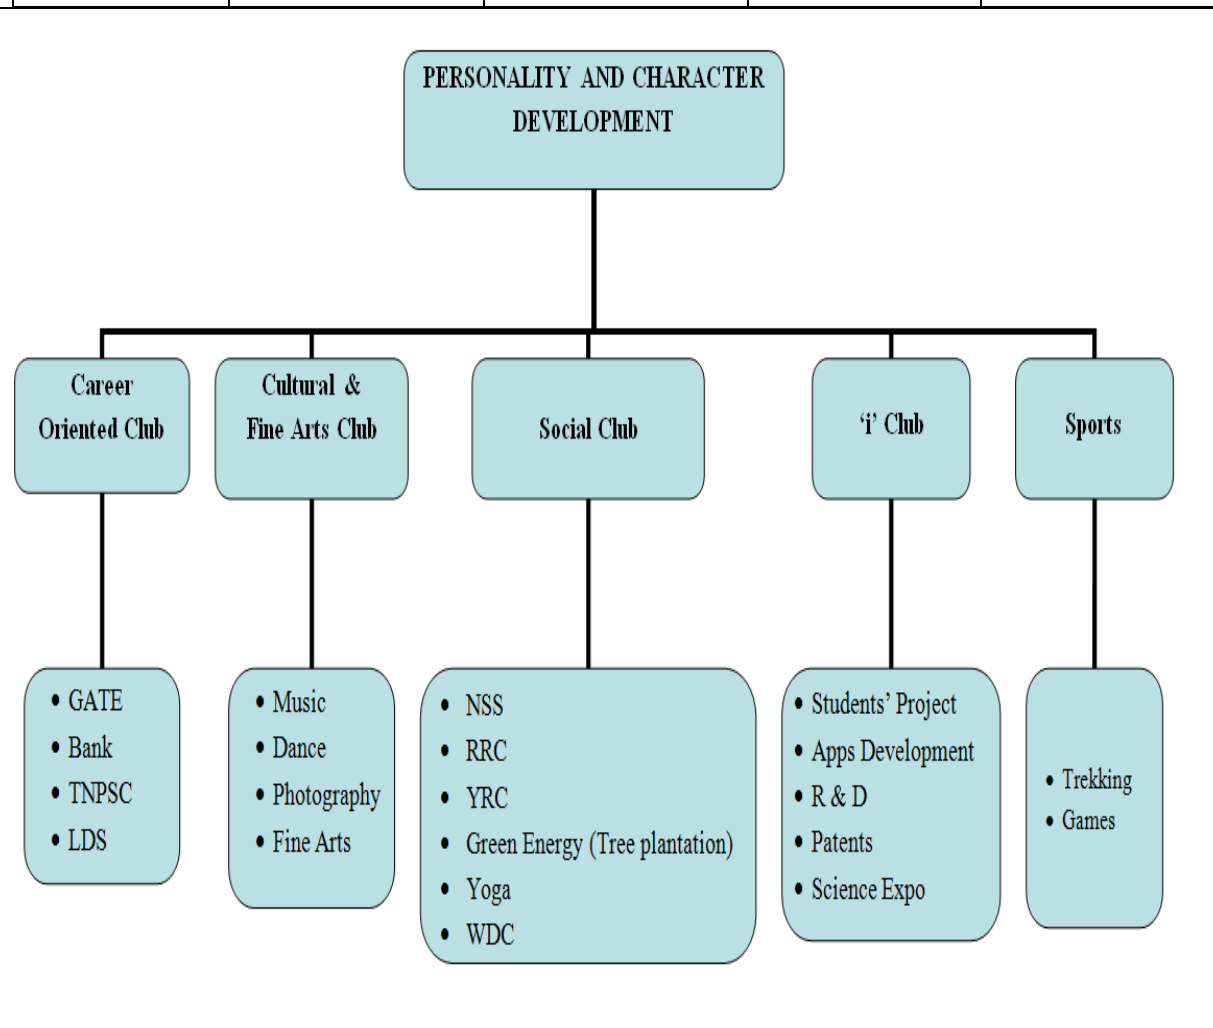 PERSONALITY AND CHARACTER
DEVELOPMENT
Career
Oriented Club
Cultural &
Fine Arts Club
Social Club
‘i’ Club
Sports
• GATE
• Bank
• TNPSC
• LDS
• Music
• Dance
• Photography
• Fine Arts
• NSS
• RRC
• YRC
• Green Energy (Tree plantation)
• Yoga
• WDC
• Students’ Project
• Apps Development
• R & D
• Patents
• Science Expo
• Trekking
• Games